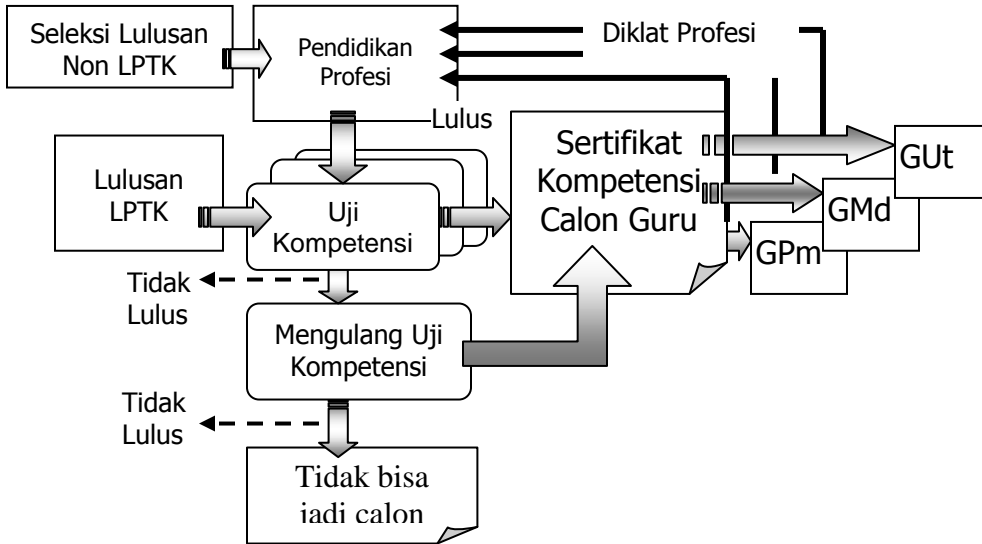 Seleksi Lulusan
Non LPTK
Pendidikan
Profesi
Diklat Profesi
Lulus
Lulusan
LPTK
Uji
Kompetensi
Sertifikat
Kompetensi
Calon Guru
GUt
GMd
GPm
Tidak
Lulus
Mengulang Uji
Kompetensi
Tidak
Lulus
Tidak bisa
jadi calon